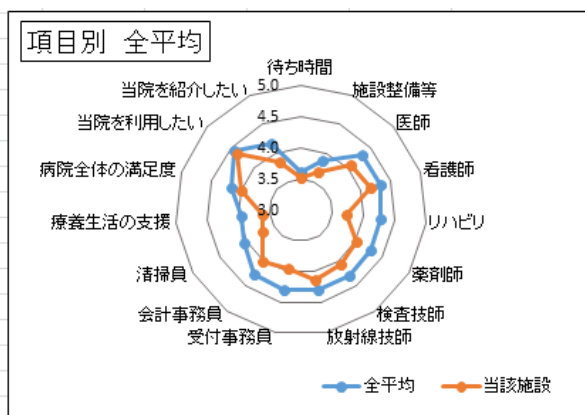 項目別 全平均
待ち時間
施設整備等
医師
看護師
リハビリ
薬剤師
検査技師
放射線技師
受付事務員
会計事務員
清掃員
療養生活の支援
病院全体の満足度
当院を利用したい
当院を紹介したい
5.0
4.5
4.0
3.5
3.0
全平均
当該施設